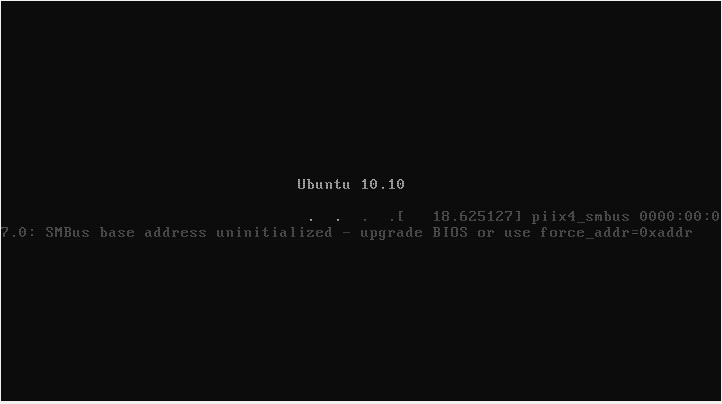 Ubuntu 10.10
. . . .[ 18.625127] piix4_smbus 0000:00:0
7.0: SMBus base address uninitialized - upgrade BIOS or use force_addr=0xaddr